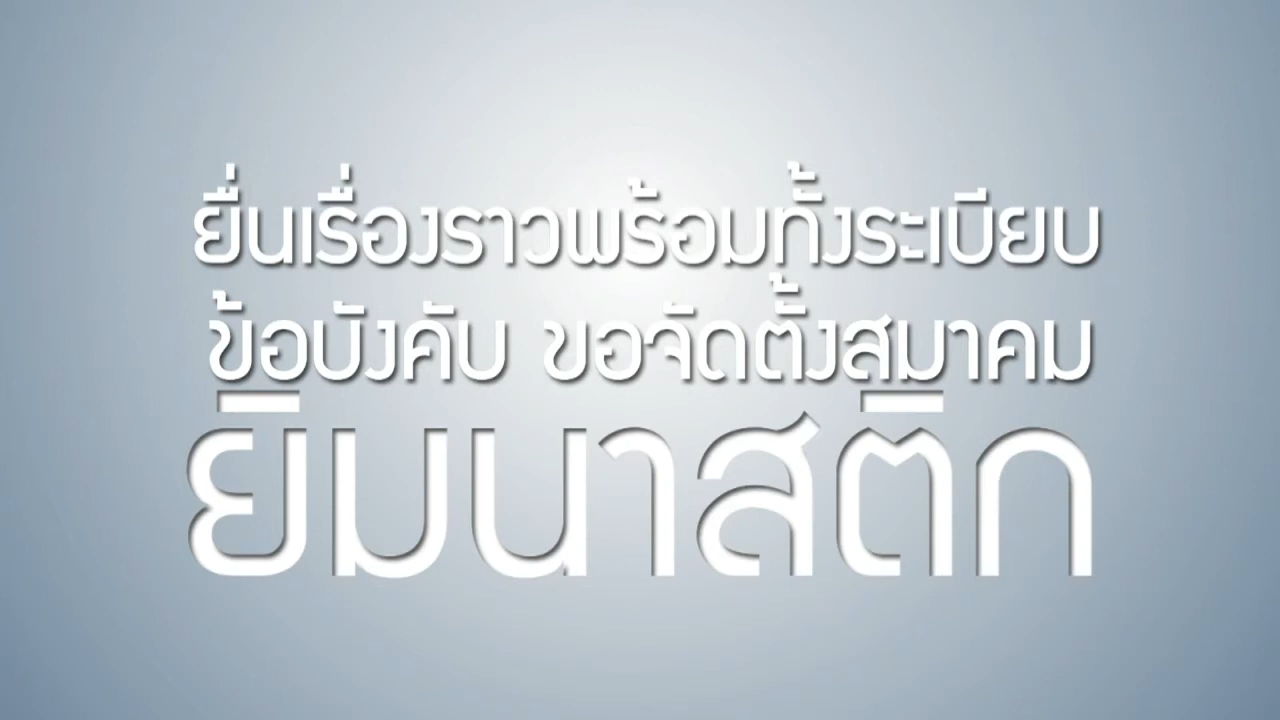 ยื่นเรื่องราวพร้อมทั้งระเบียบ
ข้อบังคับ ขอจัดตั้งสมาคม
ยิมนาสติก